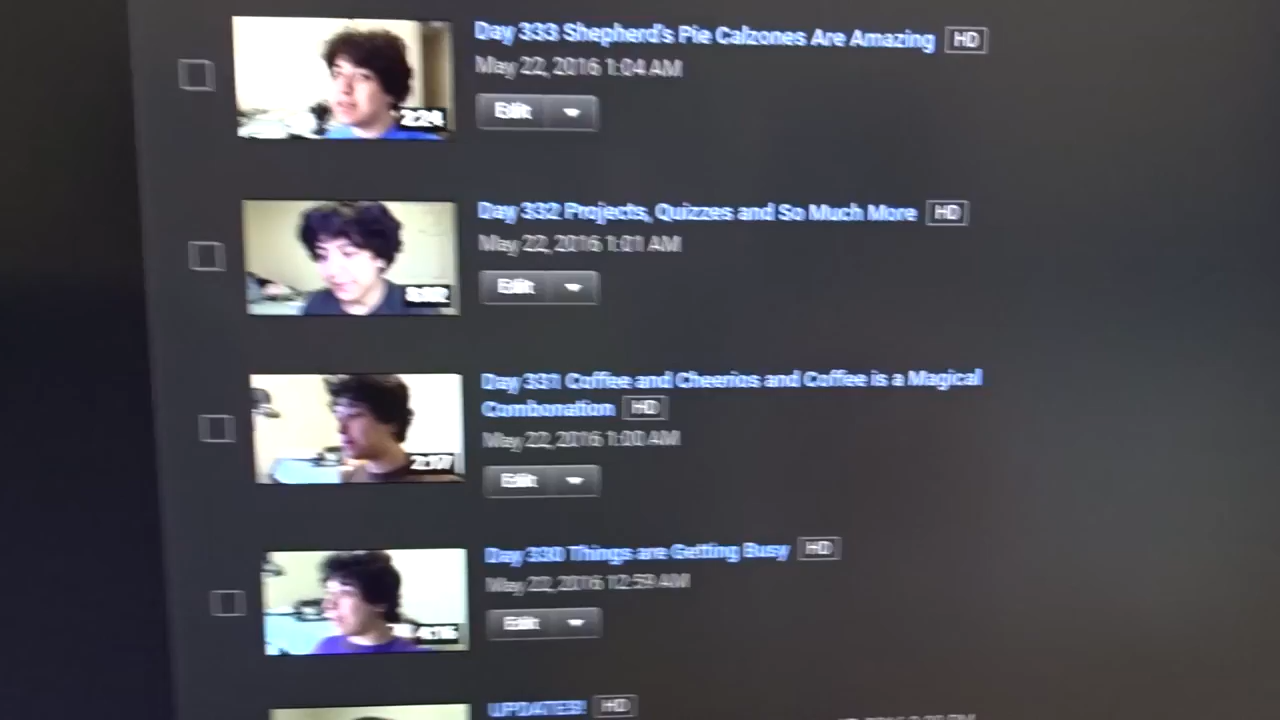 Day 333 Shepherd's Pie Calzones Are Amazing HD
May 22, 2016 1:04 AM
Edit
2:24
Day 332 Projects, Quizzes and So Much More HD
May 22, 2016 1:01 AM
Edit
Day 331 Coffee and Cheerios and Coffee is a Magical
Combonation HD
May 22, 2016 1:00 AM
Edit
2:17
Day 330 Things are Getting Busy HD
May 22, 2016 12:59 AM
Edit
4:16
UPDATES! HD